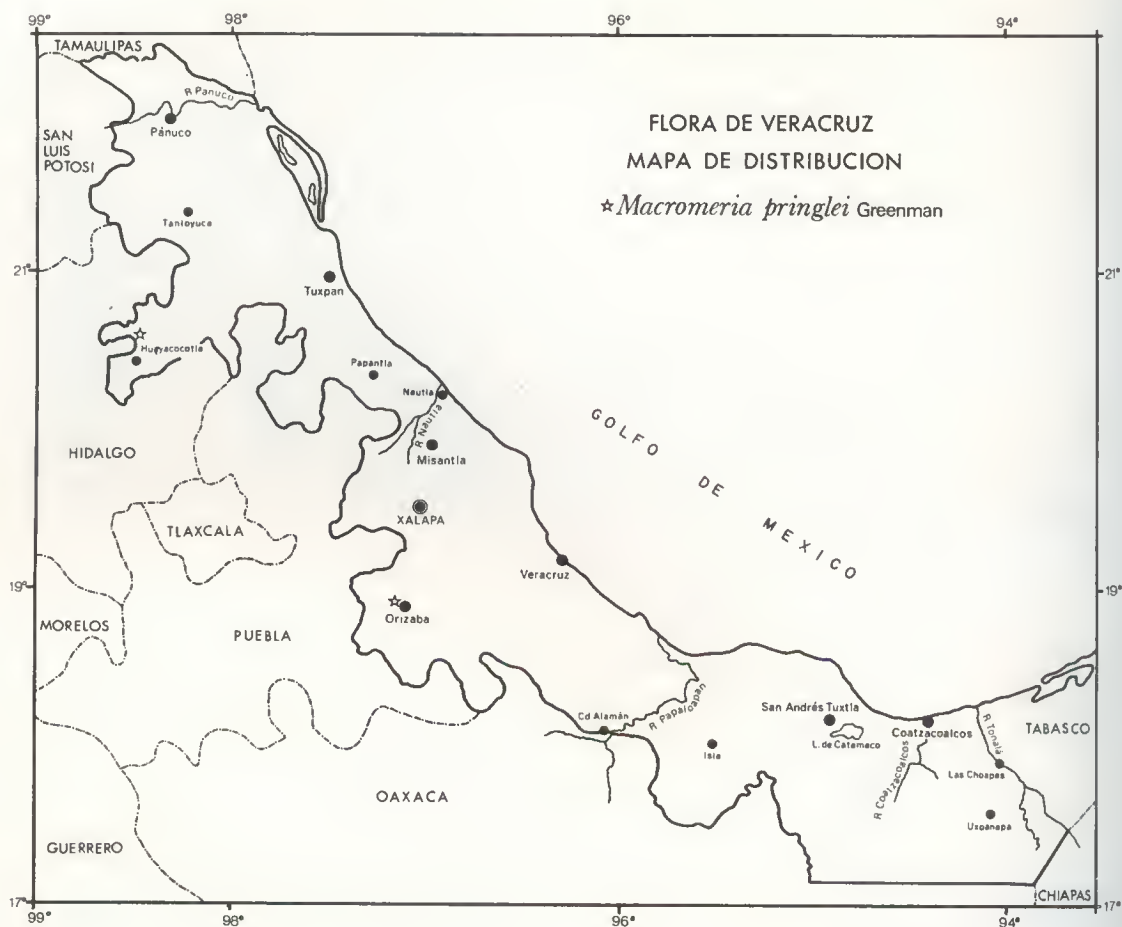 99°
98°
96°
94°
TAMAULIPAS
R Panuco
Pánuco
SAN
LUIS
POTOSI
FLORA DE VERACRUZ
MAPA DE DISTRIBUCION
☆ Macromeria pringlei Greenman
Tantoyuca
21°
21°
Tuxpan
Huayacocotla
Papantla
Nautla
R Nautla
Misantla
GOLFO
DE
MEXICO
HIDALGO
XALAPA
TLAXCALA
Veracruz
19°
19°
Orizaba
MORELOS
PUEBLA
R Papaloapan
Cd Alemán
San Andrés Tuxtla
L. de Catemaco
Coatzacoalcos
R Tonalá
TABASCO
Isla
R Coatzacoalcos
Las Choapas
OAXACA
Uxpanapa
GUERRERO
CHIAPAS
17°
17°
99°
98°
96°
94°